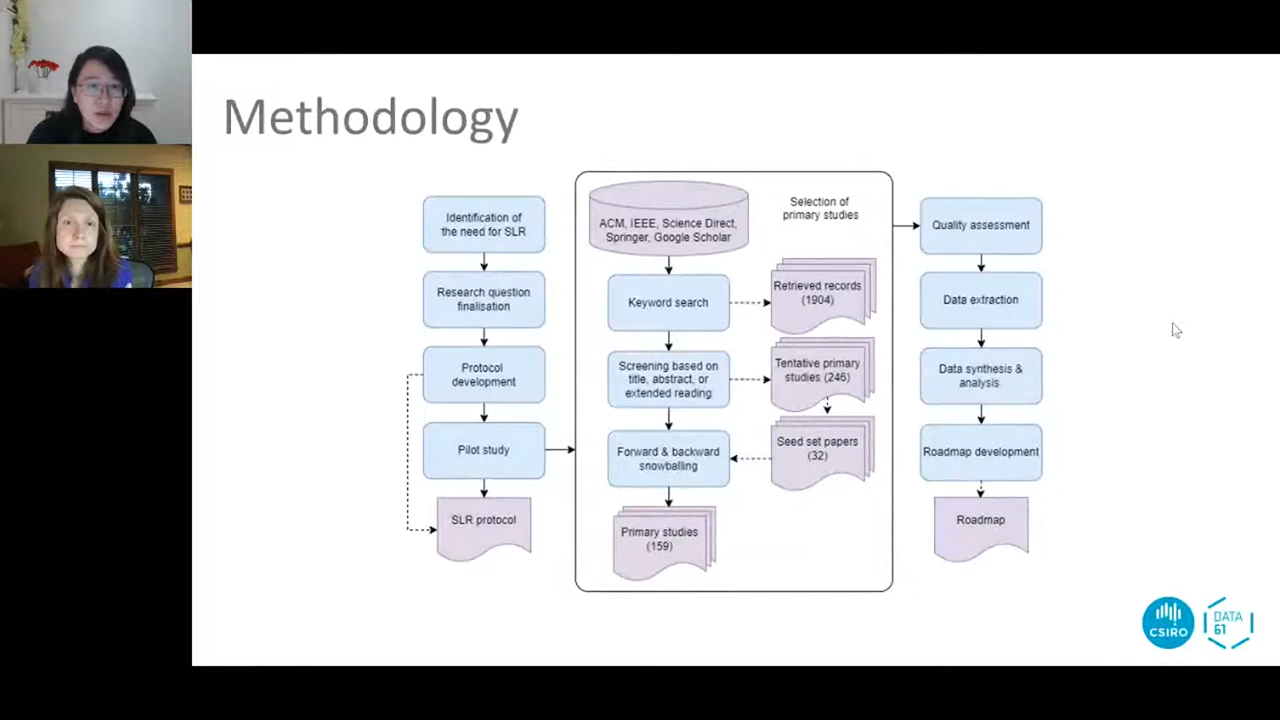 Methodology
Identification of
the need for SLR
Research question
finalisation
Protocol
development
Pilot study
SLR protocol
ACM, IEEE, Science Direct,
Springer, Google Scholar
Selection of
primary studies
Keyword search
Retrieved records
(1904)
Screening based on
title, abstract, or
extended reading
Tentative primary
studies (246)
Forward & backward
snowballing
Seed set papers
(32)
Primary studies
(159)
Quality assessment
Data extraction
Data synthesis &
analysis
Roadmap development
Roadmap
CSIRO
DATA
61